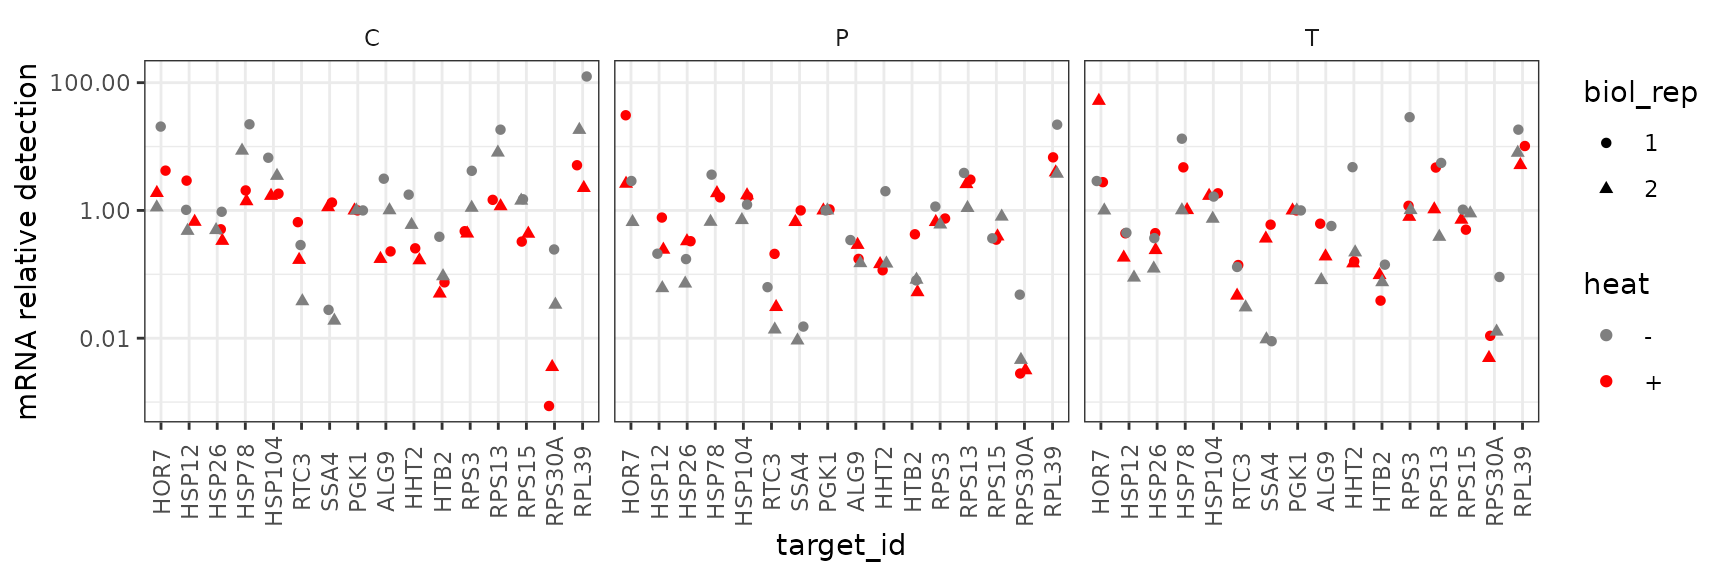 C
P
T
mRNA relative detection
100.00
1.00
0.01
HOR7
HSP12
HSP26
HSP78
HSP104
RTC3
SSA4
PGK1
ALG9
HHT2
HTB2
RPS3
RPS13
RPS15
RPS30A
RPL39
HOR7
HSP12
HSP26
HSP78
HSP104
RTC3
SSA4
PGK1
ALG9
HHT2
HTB2
RPS3
RPS13
RPS15
RPS30A
RPL39
HOR7
HSP12
HSP26
HSP78
HSP104
RTC3
SSA4
PGK1
ALG9
HHT2
HTB2
RPS3
RPS13
RPS15
RPS30A
RPL39
target_id
biol_rep
1
2
heat
-
+